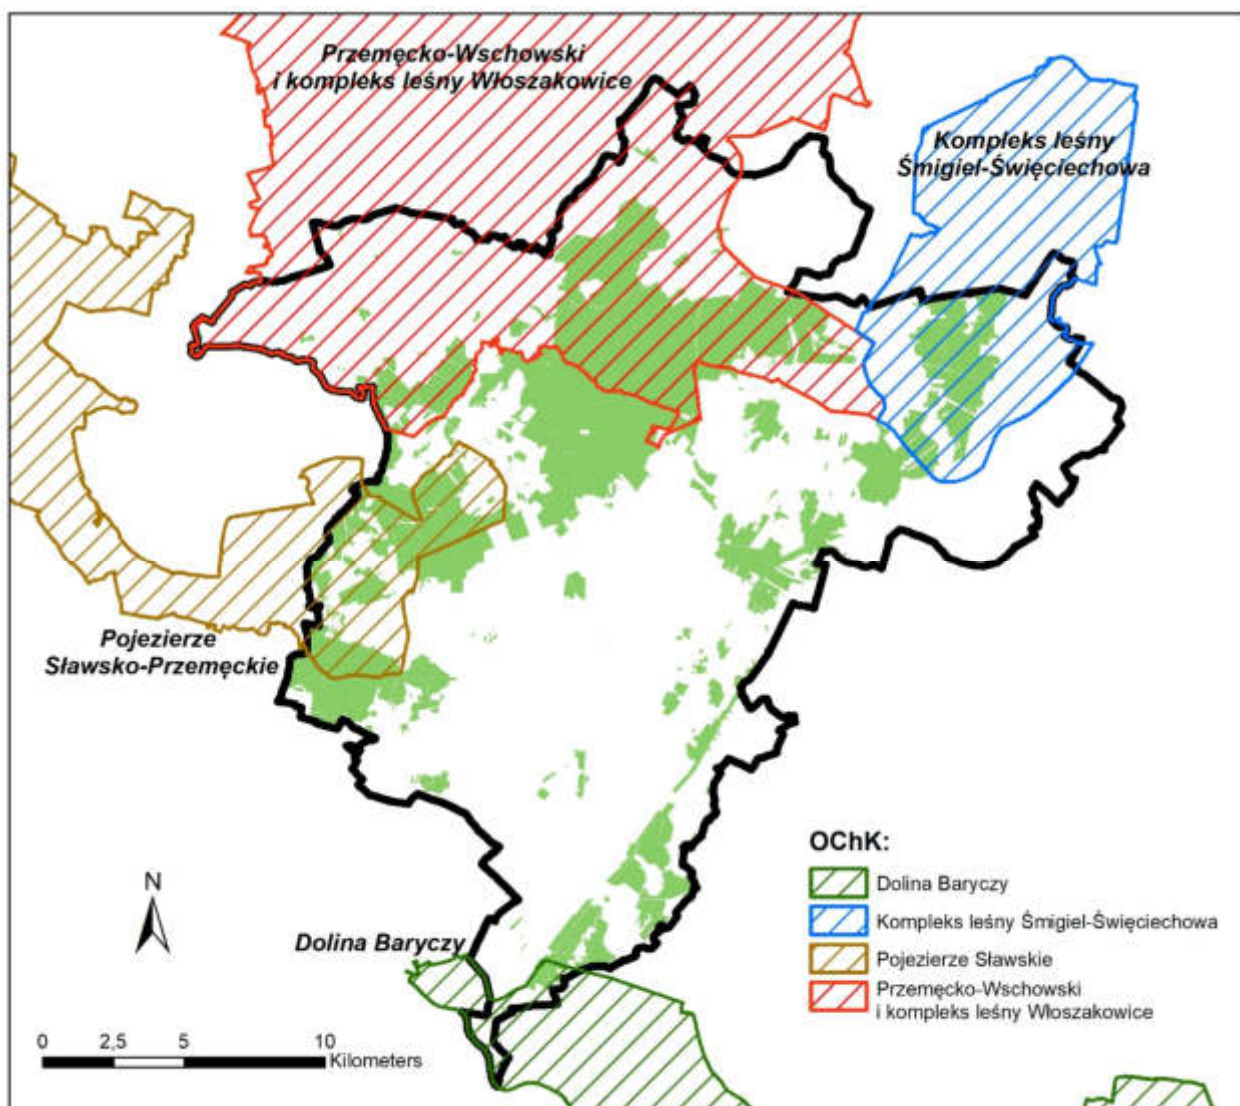 Przemęcko-Wschowski
i kompleks leśny Włoszakowice
Kompleks leśny
Śmigiel-Święciechowa
Pojezierze
Sławsko-Przemęckie
Dolina Baryczy
OChK:
Dolina Baryczy
Kompleks leśny Śmigiel-Święciechowa
Pojezierze Sławskie
Przemęcko-Wschowski
i kompleks leśny Włoszakowice
N
0 2,5 5 10
Kilometers